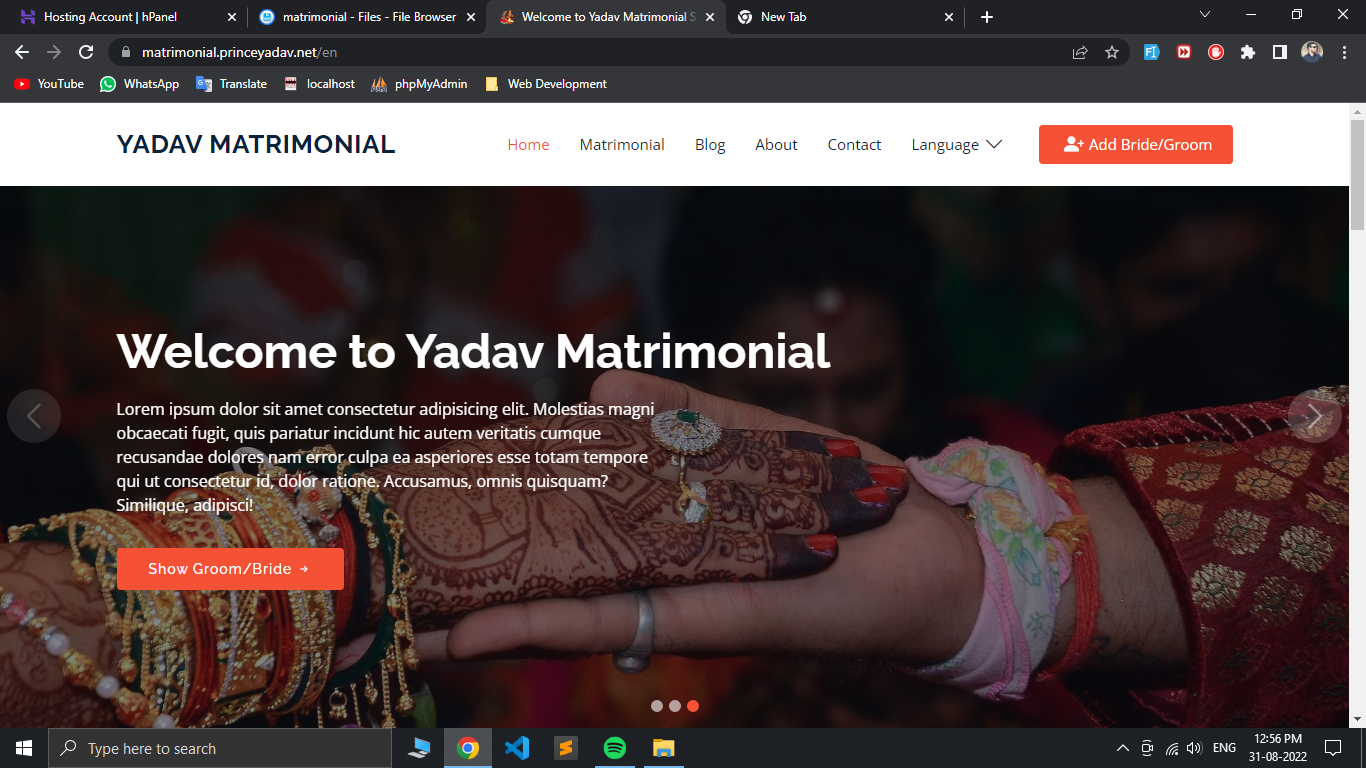 Hosting Account | hPanel
matrimonial - Files - File Browser
Welcome to Yadav Matrimonial S
New Tab
matrimonial.princeyadav.net/en
YouTube
WhatsApp
Translate
localhost
phpMyAdmin
Web Development
YADAV MATRIMONIAL
Home
Matrimonial
Blog
About
Contact
Language
Add Bride/Groom
Welcome to Yadav Matrimonial
Lorem ipsum dolor sit amet consectetur adipisicing elit. Molestias magni
obcaecati fugit, quis pariatur incidunt hic autem veritatis cumque
recusandae dolores nam error culpa ea asperiores esse totam tempore
qui ut consectetur id, dolor ratione. Accusamus, omnis quisquam?
Similique, adipisci!
Show Groom/Bride →
Type here to search
ENG
12:56 PM
31-08-2022